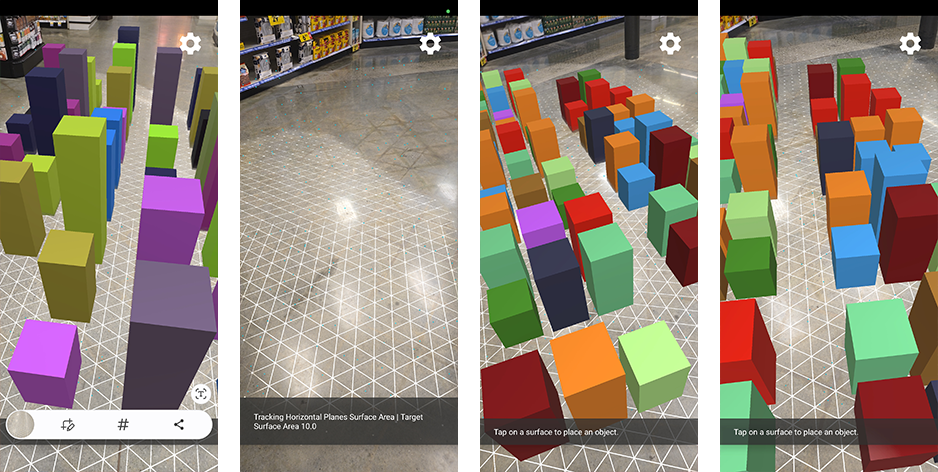 Tracking Horizontal Planes Surface Area | Target
Surface Area 10.0
Tap on a surface to place an object.
Tap on a surface to place an object.